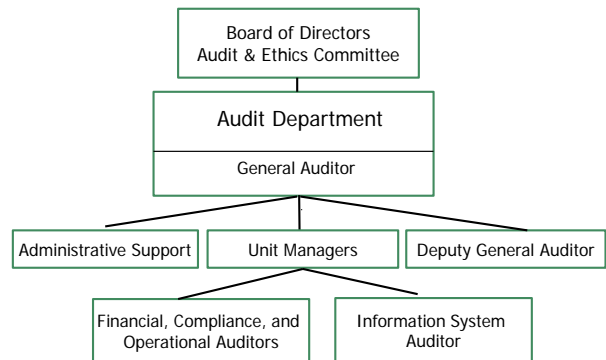 Board of Directors
Audit & Ethics Committee
Audit Department
General Auditor
Administrative Support
Unit Managers
Deputy General Auditor
Financial, Compliance, and
Operational Auditors
Information System
Auditor